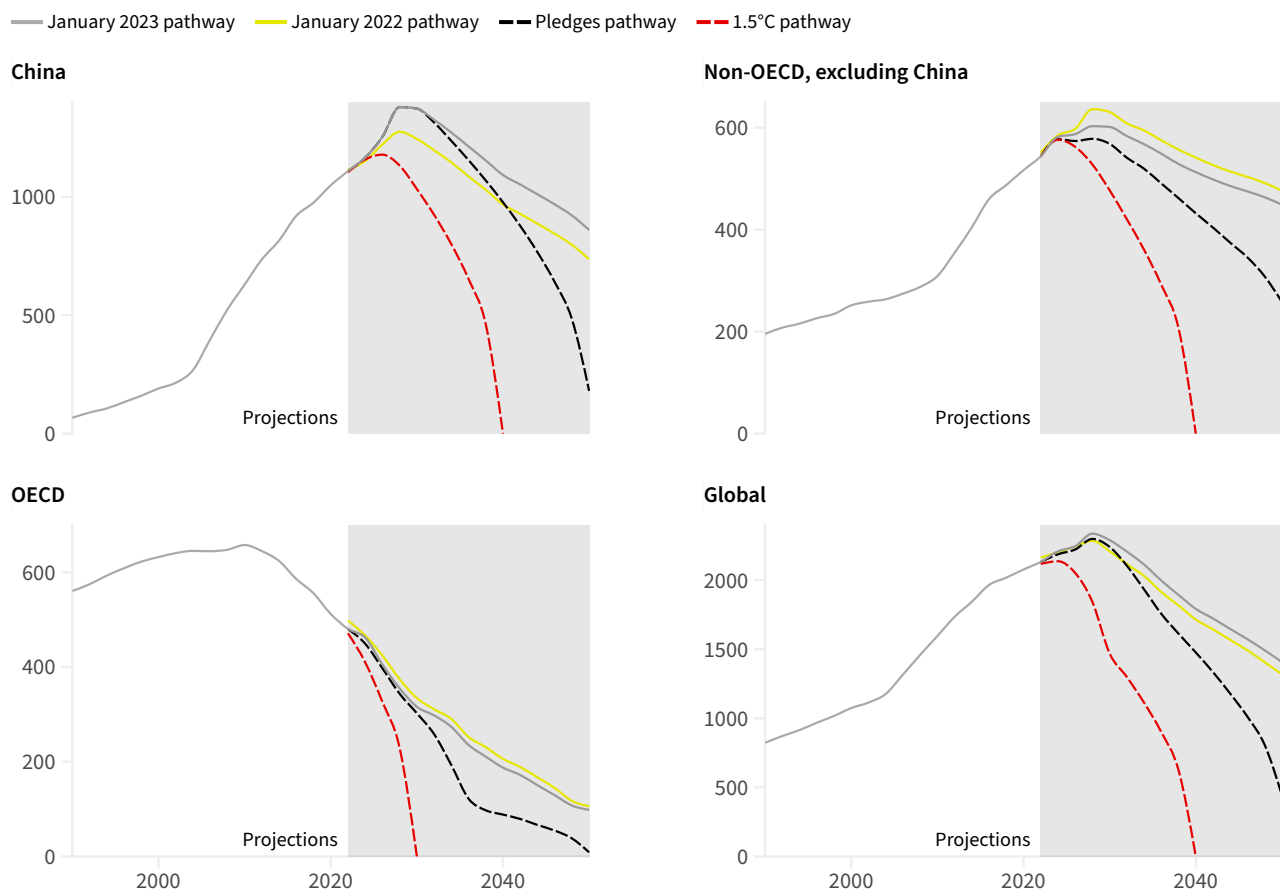 January 2023 pathway January 2022 pathway Pledges pathway 1.5°C pathway
China
1000
500
0
Projections
Non-OECD, excluding China
600
400
200
0
Projections
OECD
600
400
200
0
Projections
2000 2020 2040
Global
2000
1500
1000
500
0
Projections
2000 2020 2040